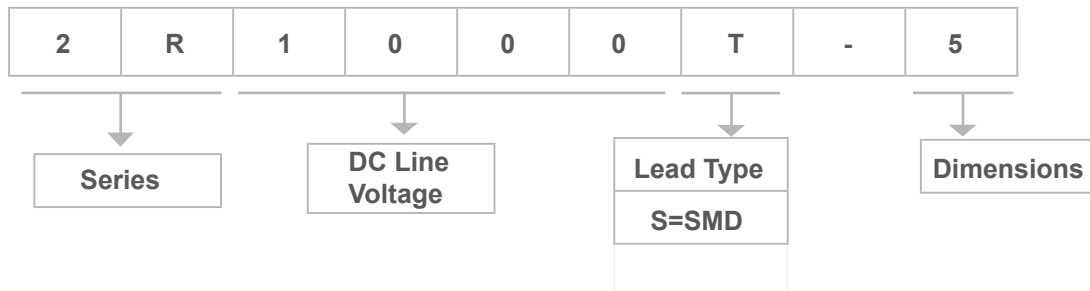 2 R 1 0 0 0 T - 5
Series
DC Line
Voltage
Lead Type
S=SMD
Dimensions